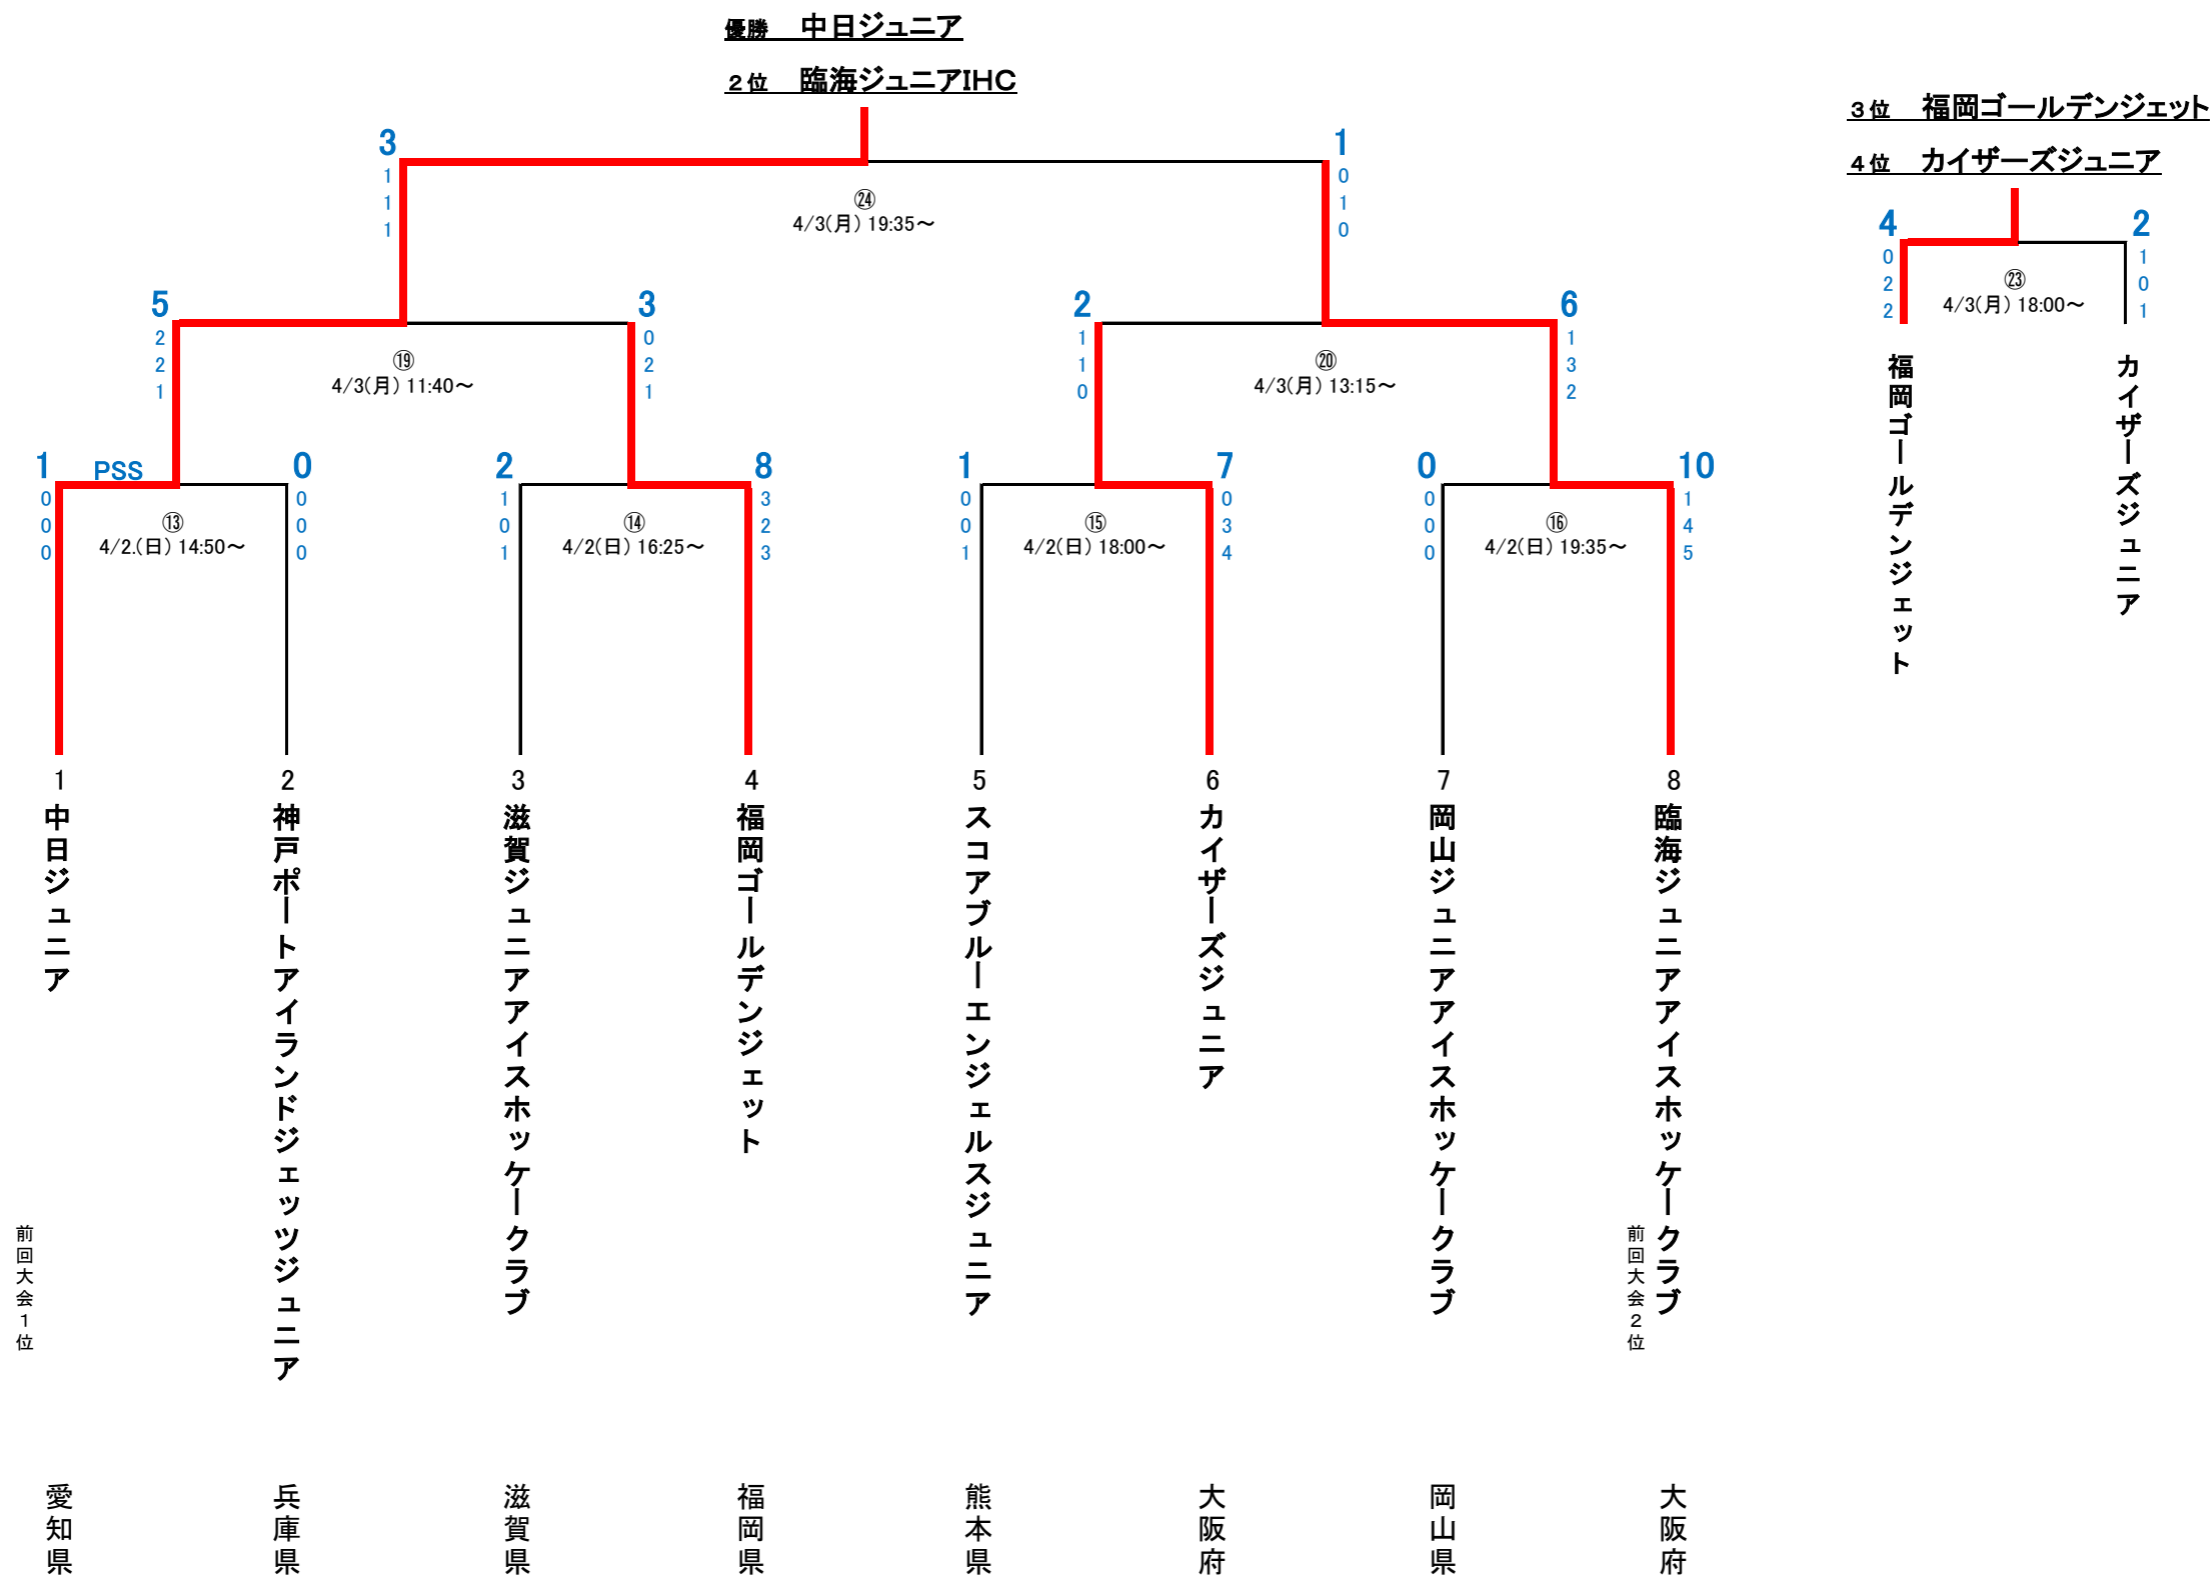 優勝 中日ジュニア
２位 臨海ジュニアIHC
３位 福岡ゴールデンジェット
４位 カイザーズジュニア
3
1
1
1
1
0
1
0
㉔
4/3(月) 19:35～
4
0
2
2
2
1
0
1
㉓
4/3(月) 18:00～
福岡ゴールデンジェット
カイザーズジュニア
5
2
2
1
3
0
2
1
⑲
4/3(月) 11:40～
2
1
1
0
6
1
3
2
⑳
4/3(月) 13:15～
1
PSS
0
0
0
0
0
0
0
⑬
4/2.(日) 14:50～
2
1
0
1
8
3
2
3
⑭
4/2(日) 16:25～
1
0
0
1
7
0
3
4
⑮
4/2(日) 18:00～
0
0
0
0
10
1
4
5
⑯
4/2(日) 19:35～
1
中日ジュニア
前回大会１位
愛知県
2
神戸ポートアイランドジェッツジュニア
兵庫県
3
滋賀ジュニアアイスホッケークラブ
滋賀県
4
福岡ゴールデンジェット
福岡県
5
スコアブルーエンジェルスジュニア
熊本県
6
カイザーズジュニア
大阪府
7
岡山ジュニアアイスホッケークラブ
岡山県
8
臨海ジュニアアイスホッケークラブ
前回大会２位
大阪府